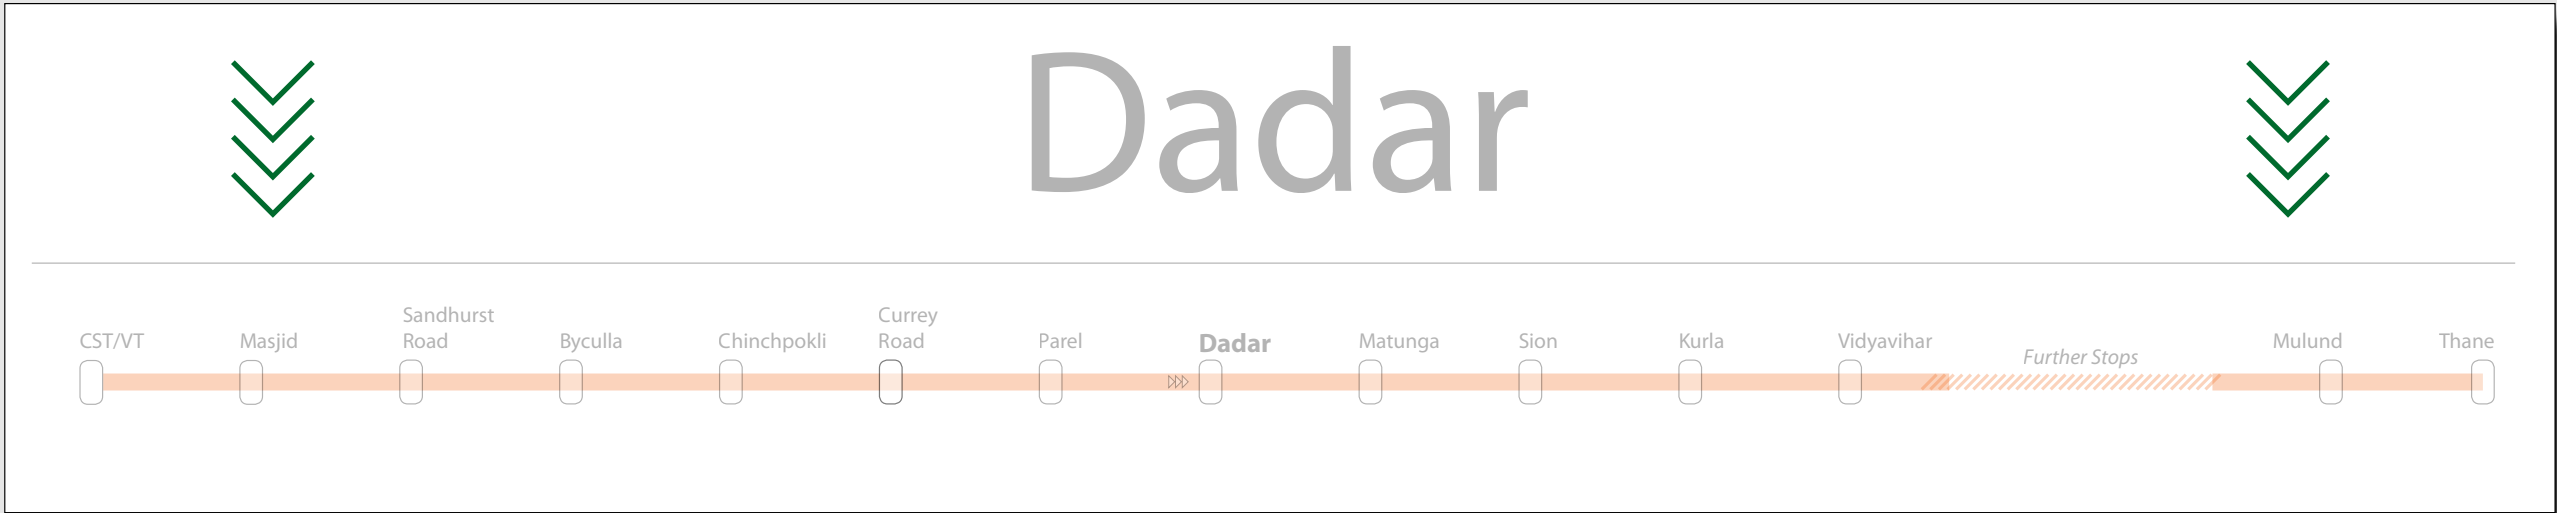 Dadar
CST/VT
Masjid
Sandhurst
Road
Byculla
Chinchpokli
Currey
Road
Parel
Dadar
Matunga
Sion
Kurla
Vidyavihar
Further Stops
Mulund
Thane